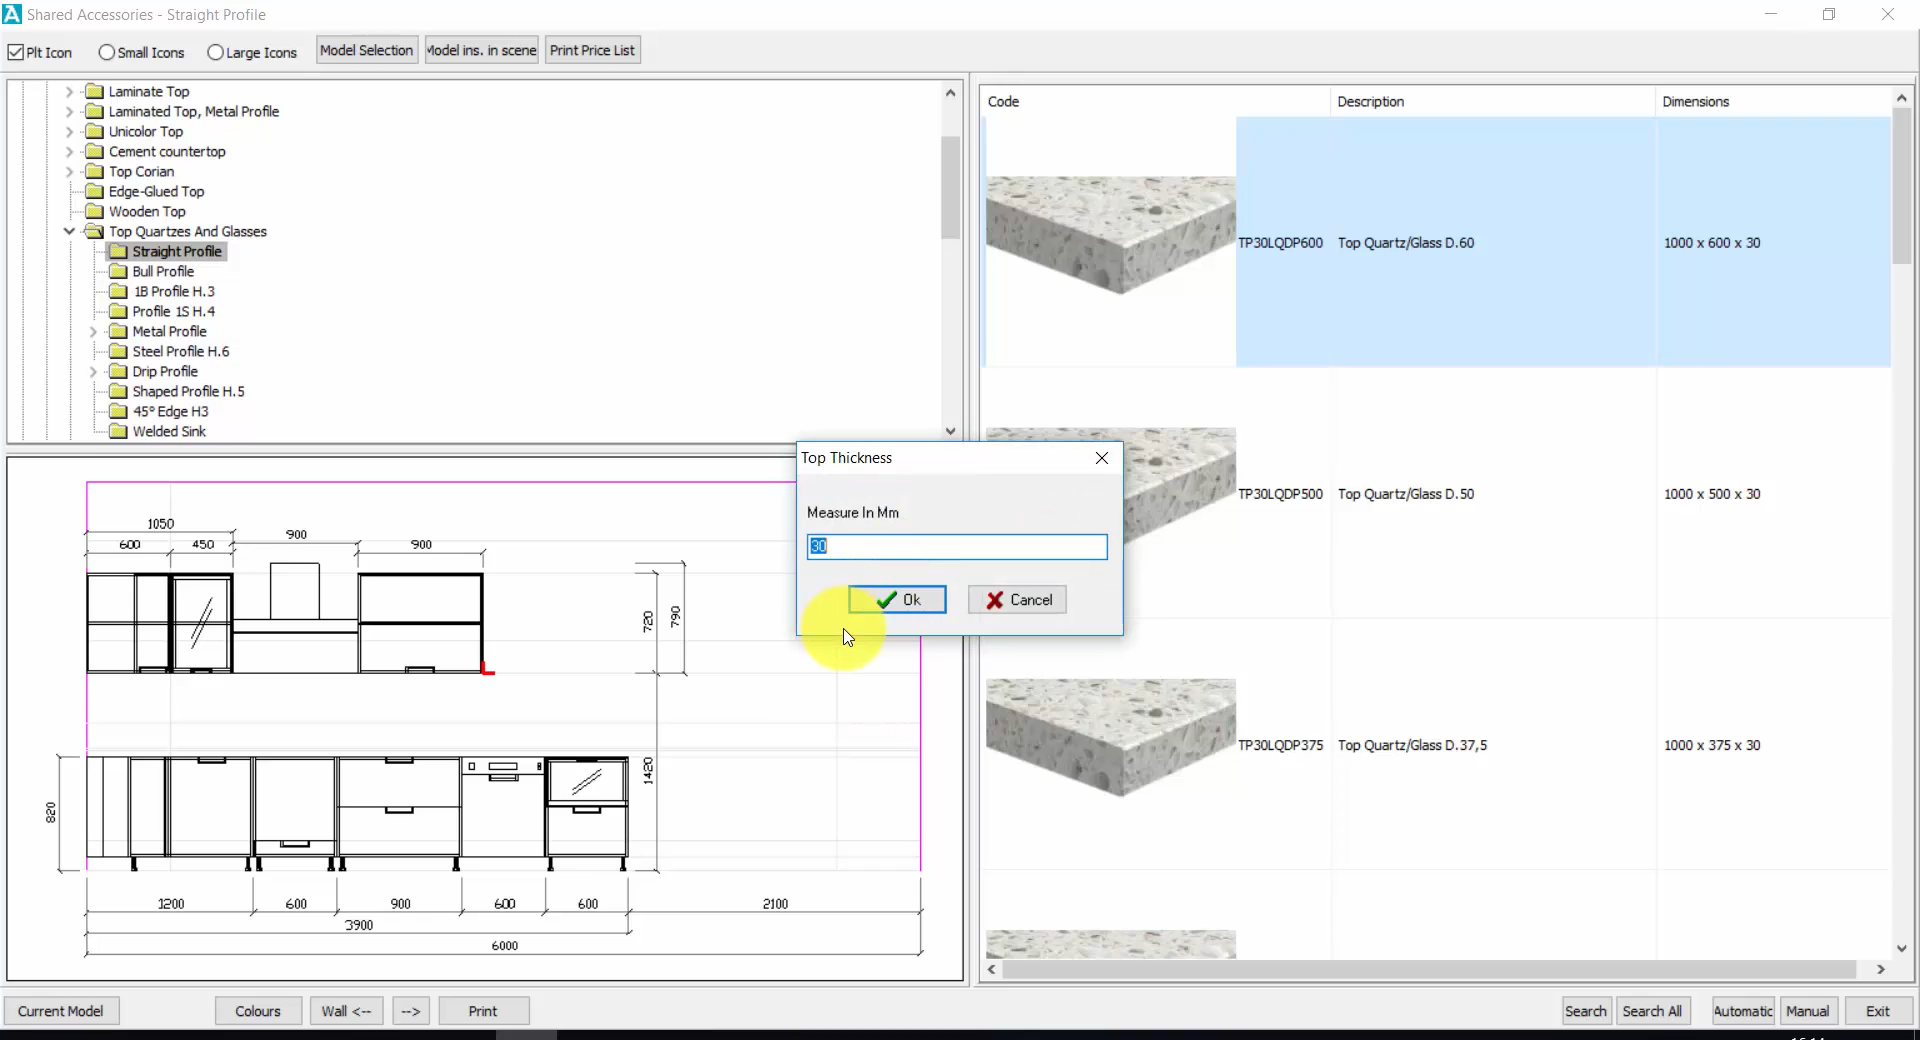 Shared Accessories - Straight Profile
Plt Icon
Small Icons
Large Icons
Model Selection
Model ins. in scene
Print Price List
Laminate Top
Laminated Top, Metal Profile
Unicolor Top
Cement countertop
Top Corian
Edge-Glued Top
Wooden Top
Top Quartzes And Glasses
Straight Profile
Bull Profile
1B Profile H.3
Profile 1S H.4
Metal Profile
Steel Profile H.6
Drip Profile
Shaped Profile H.5
45° Edge H3
Welded Sink
Code Description Dimensions
TP30LQDP600 Top Quartz/Glass D.60 1000 x 600 x 30
TP30LQDP500 Top Quartz/Glass D.50 1000 x 500 x 30
TP30LQDP375 Top Quartz/Glass D.37,5 1000 x 375 x 30
Top Thickness
Measure In Mm
30
Ok
Cancel
1050
900
600 450
900
720
790
820
1420
1200 600 900 600 600 2100
3900
6000
Current Model
Colours
Wall <--
-->
Print
Search
Search All
Automatic
Manual
Exit